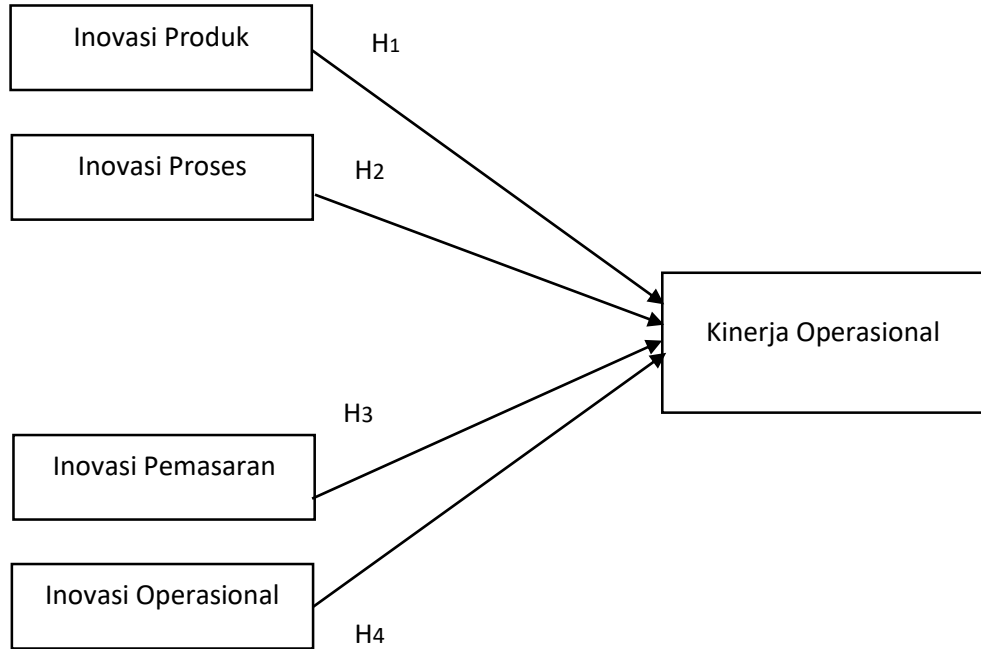 Inovasi Produk
H1
Inovasi Proses
H2
Kinerja Operasional
H3
Inovasi Pemasaran
Inovasi Operasional
H4